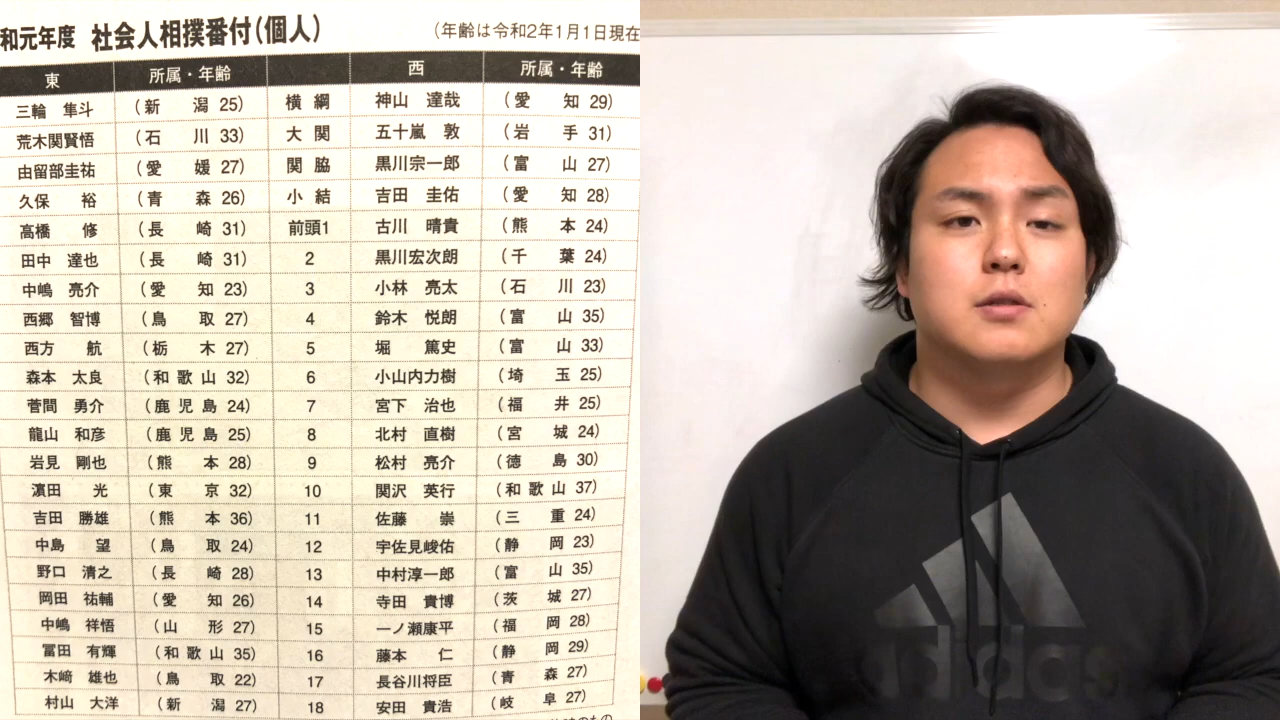 和元年度 社会人相撲番付(個人) (年齢は令和2年1月1日現在
東 所属・年齢 西 所属・年齢
三輪 隼斗 (新 潟 25) 横綱 神山 達哉 (愛 知 29)
荒木関賢悟 (石 川 33) 大関 五十嵐 敦 (岩 手 31)
由留部圭祐 (愛 媛 27) 関脇 黒川宗一郎 (富 山 27)
久保 裕 (青 森 26) 小結 吉田 圭佑 (愛 知 28)
高橋 修 (長 崎 31) 前頭1 古川 晴貴 (熊 本 24)
田中 達也 (長 崎 31) 2 黒川宏次朗 (千 葉 24)
中嶋 亮介 (愛 知 23) 3 小林 亮太 (石 川 23)
西郷 智博 (鳥 取 27) 4 鈴木 悦朗 (富 山 35)
西方 航 (栃 木 27) 5 堀 篤史 (富 山 33)
森本 太良 (和歌山 32) 6 小山内力樹 (埼 玉 25)
菅間 勇介 (鹿児島 24) 7 宮下 治也 (福 井 25)
龍山 和彦 (鹿児島 25) 8 北村 直樹 (宮 城 24)
岩見 剛也 (熊 本 28) 9 松村 亮介 (徳 島 30)
濵田 光 (東 京 32) 10 関沢 英行 (和歌山 37)
吉田 勝雄 (熊 本 36) 11 佐藤 崇 (三 重 24)
中島 望 (鳥 取 24) 12 宇佐見峻佑 (静 岡 23)
野口 清之 (長 崎 28) 13 中村淳一郎 (富 山 35)
岡田 祐輔 (愛 知 26) 14 寺田 貴博 (茨 城 27)
中嶋 祥悟 (山 形 27) 15 一ノ瀬康平 (福 岡 28)
冨田 有輝 (和歌山 35) 16 藤本 仁 (静 岡 29)
木﨑 雄也 (鳥 取 22) 17 長谷川将臣 (青 森 27)
村山 大洋 (新 潟 27) 18 安田 貴浩 (岐 阜 27)
adidas